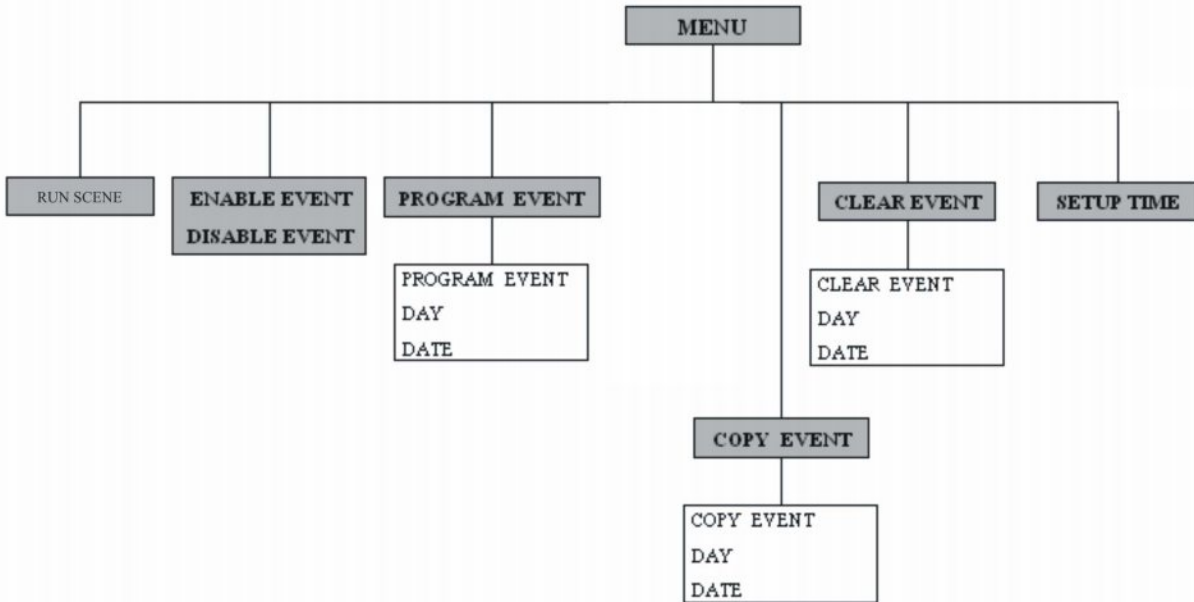 MENU
RUN SCENE
ENABLE EVENT
DISABLE EVENT
PROGRAM EVENT
PROGRAM EVENT
DAY
DATE
COPY EVENT
COPY EVENT
DAY
DATE
CLEAR EVENT
CLEAR EVENT
DAY
DATE
SETUP TIME